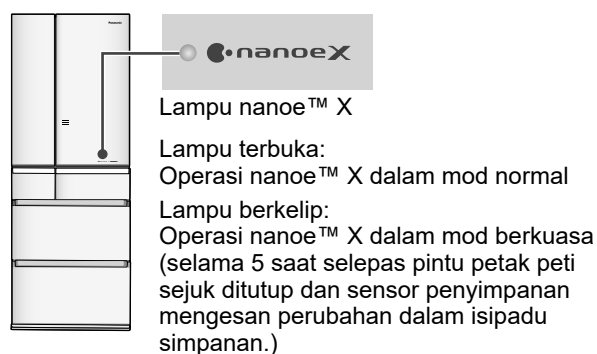 Panasonic
nanoeX
Lampu nanoe™ X
Lampu terbuka:
Operasi nanoe™ X dalam mod normal
Lampu berkelip:
Operasi nanoe™ X dalam mod berkuasa
(selama 5 saat selepas pintu petak peti
sejuk ditutup dan sensor penyimpanan
mengesan perubahan dalam isipadu
simpanan.)